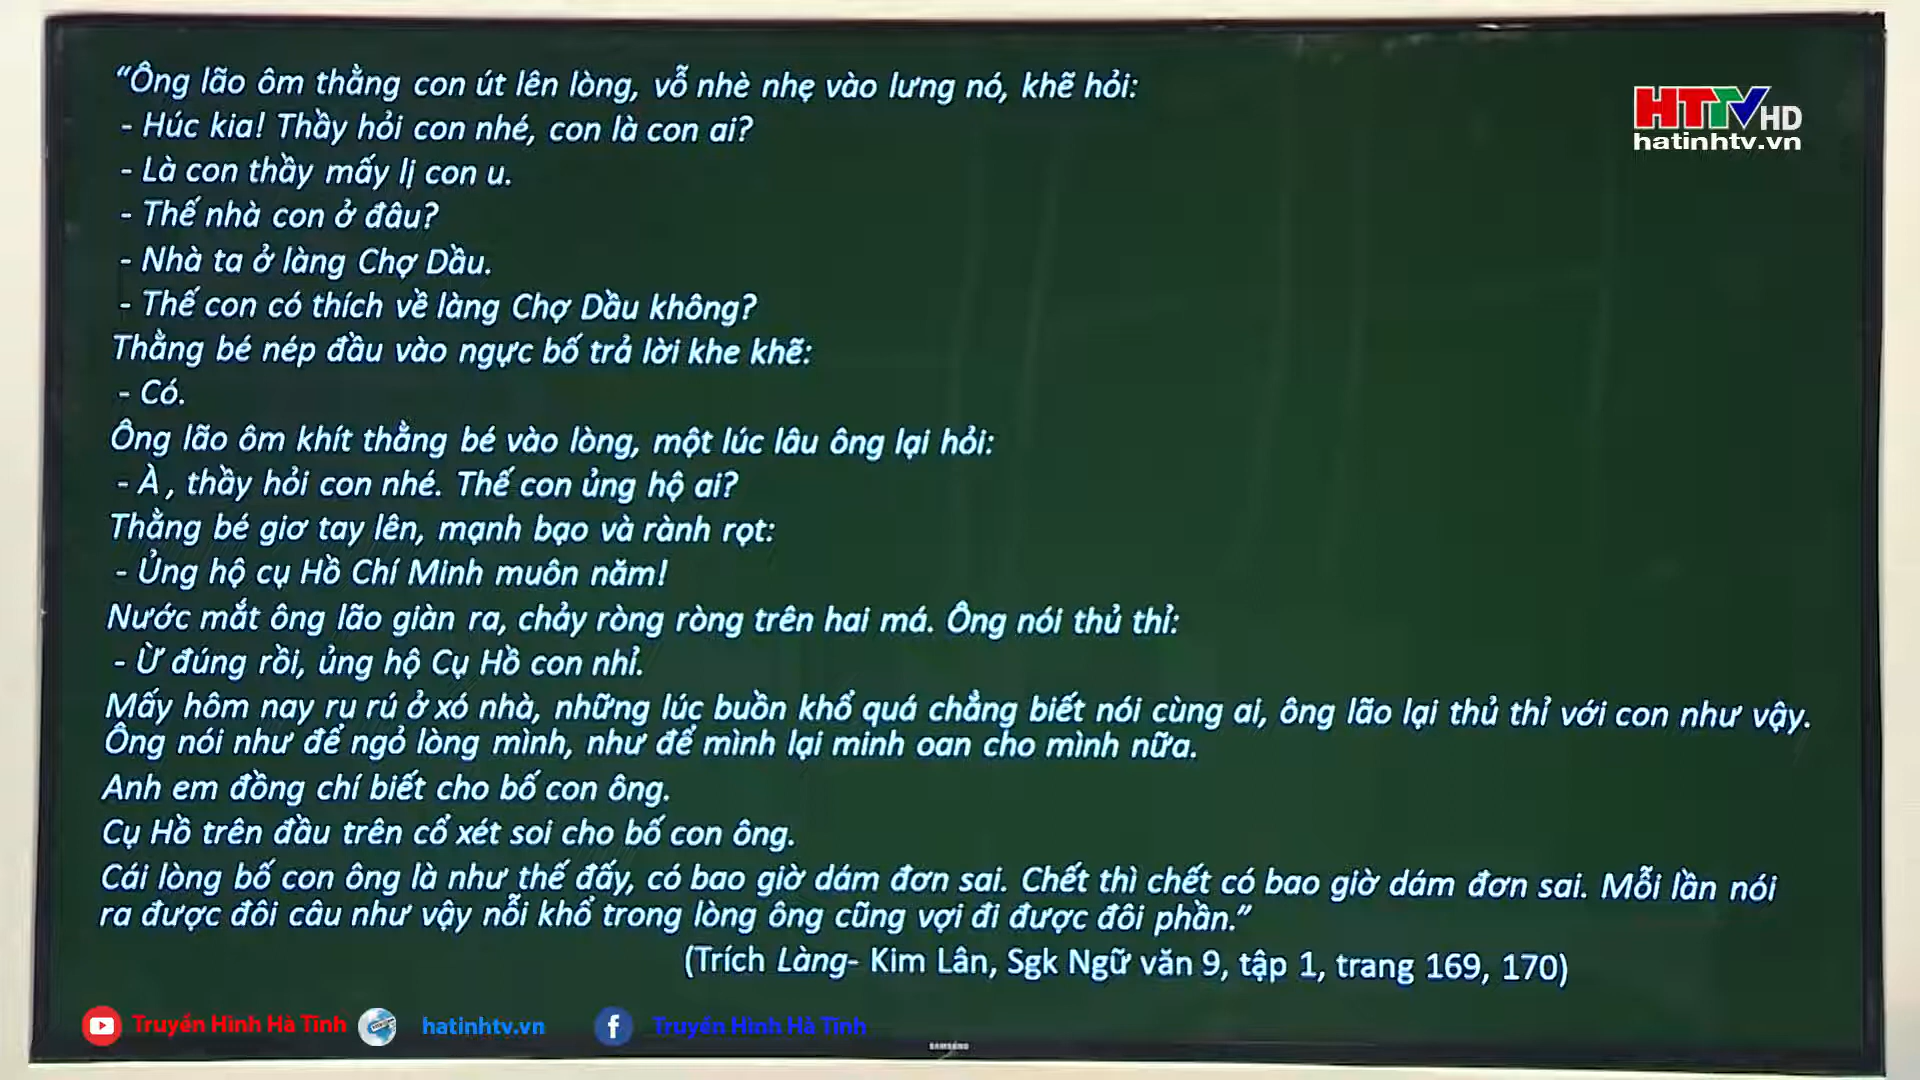 “Ông lão ôm thằng con út lên lòng, vỗ nhè nhẹ vào lưng nó, khẽ hỏi:
- Húc kia! Thầy hỏi con nhé, con là con ai?
- Là con thầy mấy lị con u.
- Thế nhà con ở đâu?
- Nhà ta ở làng Chợ Dầu.
- Thế con có thích về làng Chợ Dầu không?
Thằng bé nép đầu vào ngực bố trả lời khe khẽ:
- Có.
Ông lão ôm khít thằng bé vào lòng, một lúc lâu ông lại hỏi:
- À , thầy hỏi con nhé. Thế con ủng hộ ai?
Thằng bé giơ tay lên, mạnh bạo và rành rọt:
- Ủng hộ cụ Hồ Chí Minh muôn năm!
Nước mắt ông lão giàn ra, chảy ròng ròng trên hai má. Ông nói thủ thỉ:
- Ừ đúng rồi, ủng hộ Cụ Hồ con nhỉ.
Mấy hôm nay ru rú ở xó nhà, những lúc buồn khổ quá chẳng biết nói cùng ai, ông lão lại thủ thỉ với con như vậy.
Ông nói như để ngỏ lòng mình, như để mình lại minh oan cho mình nữa.
Anh em đồng chí biết cho bố con ông.
Cụ Hồ trên đầu trên cổ xét soi cho bố con ông.
Cái lòng bố con ông là như thế đấy, có bao giờ dám đơn sai. Chết thì chết có bao giờ dám đơn sai. Mỗi lần nói
ra được đôi câu như vậy nỗi khổ trong lòng ông cũng vợi đi được đôi phần.”
(Trích Làng- Kim Lân, Sgk Ngữ văn 9, tập 1, trang 169, 170)
HTTV HD
hatinhtv.vn
Truyền Hình Hà Tĩnh
hatinhtv.vn
Truyền Hình Hà Tĩnh
SAMSUNG